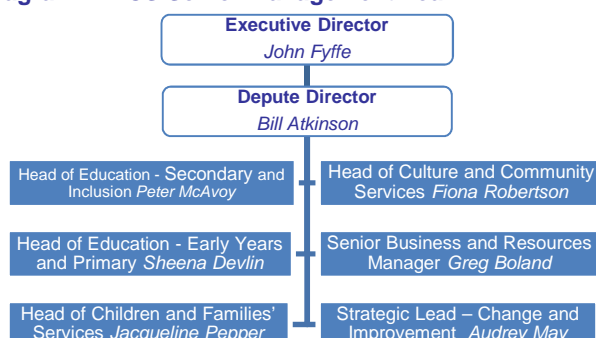 Executive Director
John Fyffe
Depute Director
Bill Atkinson
Head of Education - Secondary and
Inclusion Peter McAvoy
Head of Culture and Community
Services Fiona Robertson
Head of Education - Early Years
and Primary Sheena Devlin
Senior Business and Resources
Manager Greg Boland
Head of Children and Families’
Services Jacqueline Pepper
Strategic Lead – Change and
Improvement Audrey May